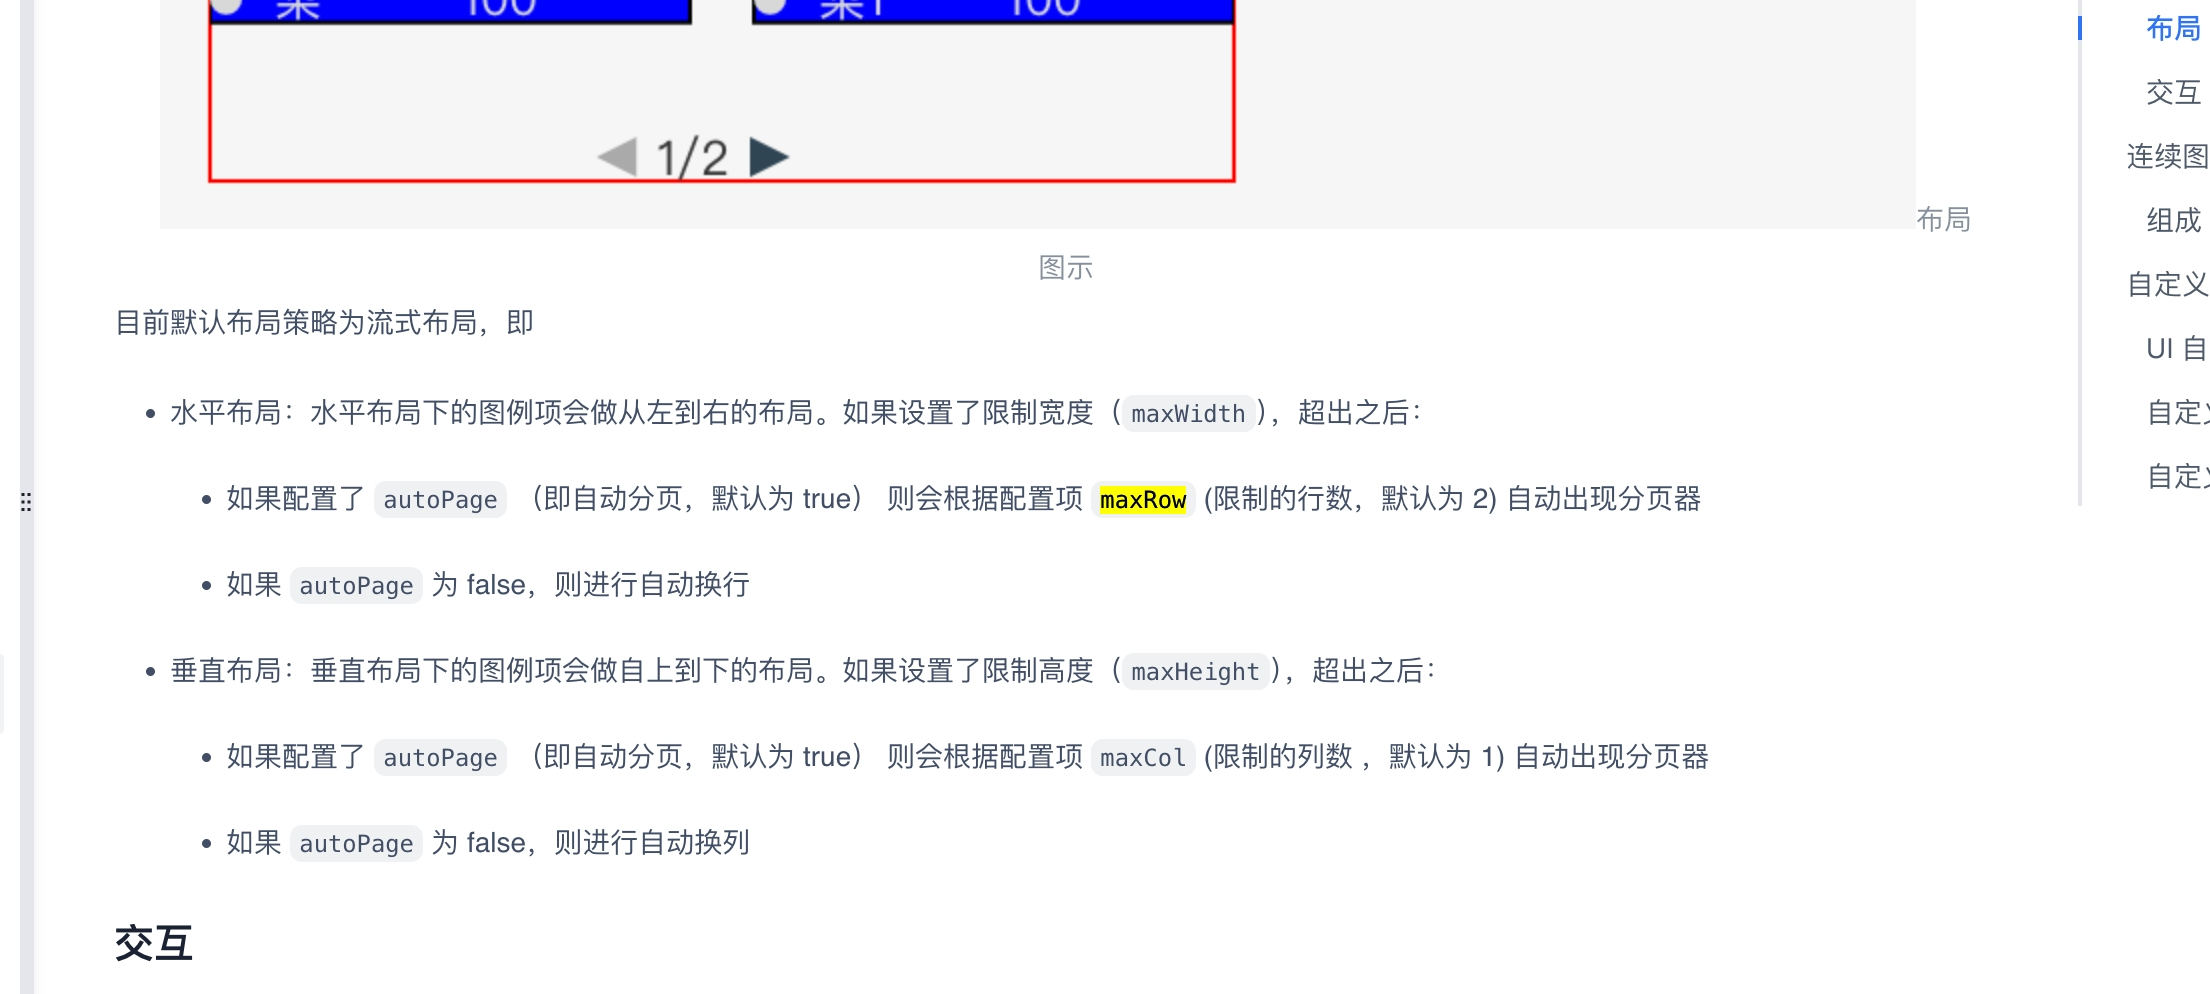 100
100
1/2
布局
图示
目前默认布局策略为流式布局，即
水平布局：水平布局下的图例项会做从左到右的布局。如果设置了限制宽度（maxWidth），超出之后：
如果配置了 autoPage （即自动分页，默认为 true） 则会根据配置项 maxRow (限制的行数，默认为 2) 自动出现分页器
如果 autoPage 为 false，则进行自动换行
垂直布局：垂直布局下的图例项会做自上到下的布局。如果设置了限制高度（maxHeight），超出之后：
如果配置了 autoPage （即自动分页，默认为 true） 则会根据配置项 maxCol (限制的列数 ，默认为 1) 自动出现分页器
如果 autoPage 为 false，则进行自动换列
交互
布局
交互
连续图
组成
自定义
UI 自
自定
自定